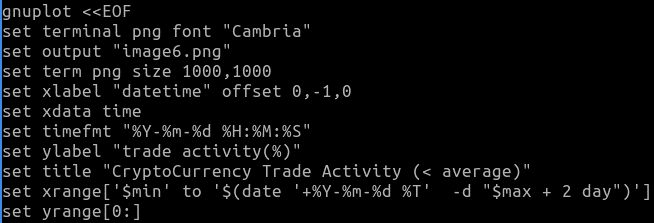 gnuplot <<EOF
set terminal png font "Cambria"
set output "image6.png"
set term png size 1000,1000
set xlabel "datetime" offset 0,-1,0
set xdata time
set timefmt "%Y-%m-%d %H:%M:%S"
set ylabel "trade activity(%)"
set title "CryptoCurrency Trade Activity (< average)"
set xrange['$min' to '$(date '+%Y-%m-%d %T'  -d "$max + 2 day")']
set yrange[0:]